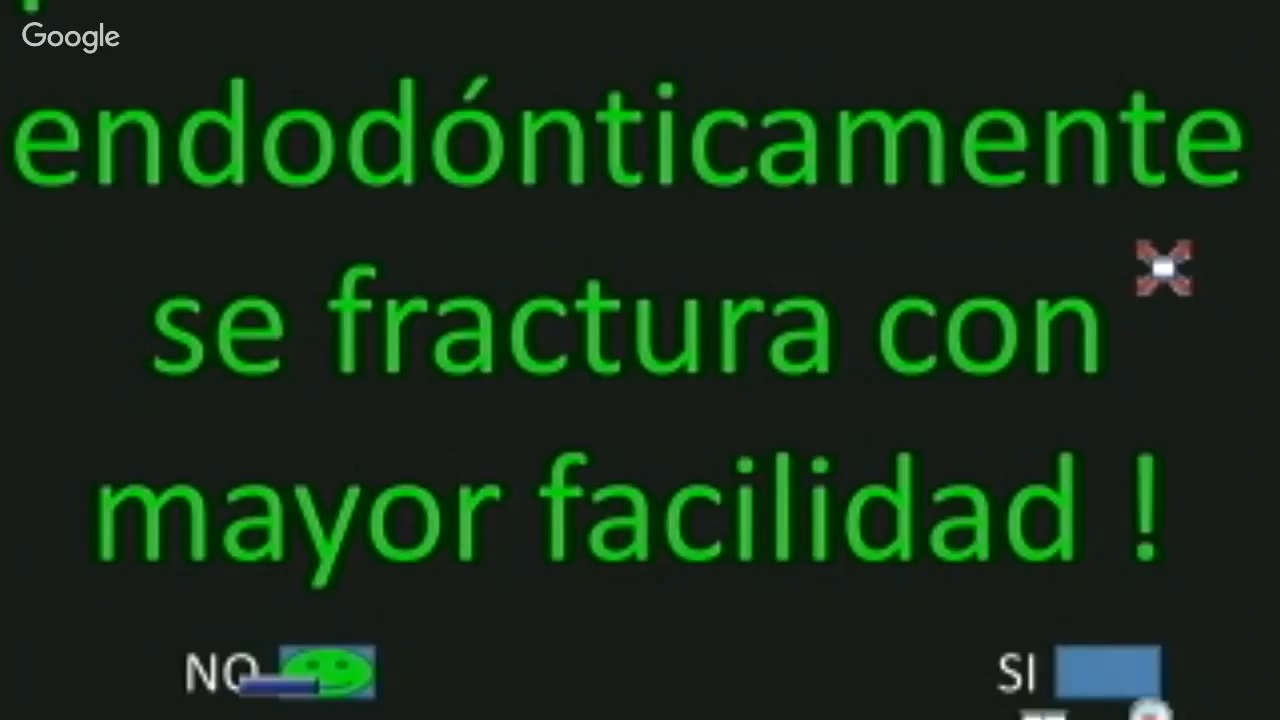 Google
endodónticamente
se fractura con
mayor facilidad !
NO SI